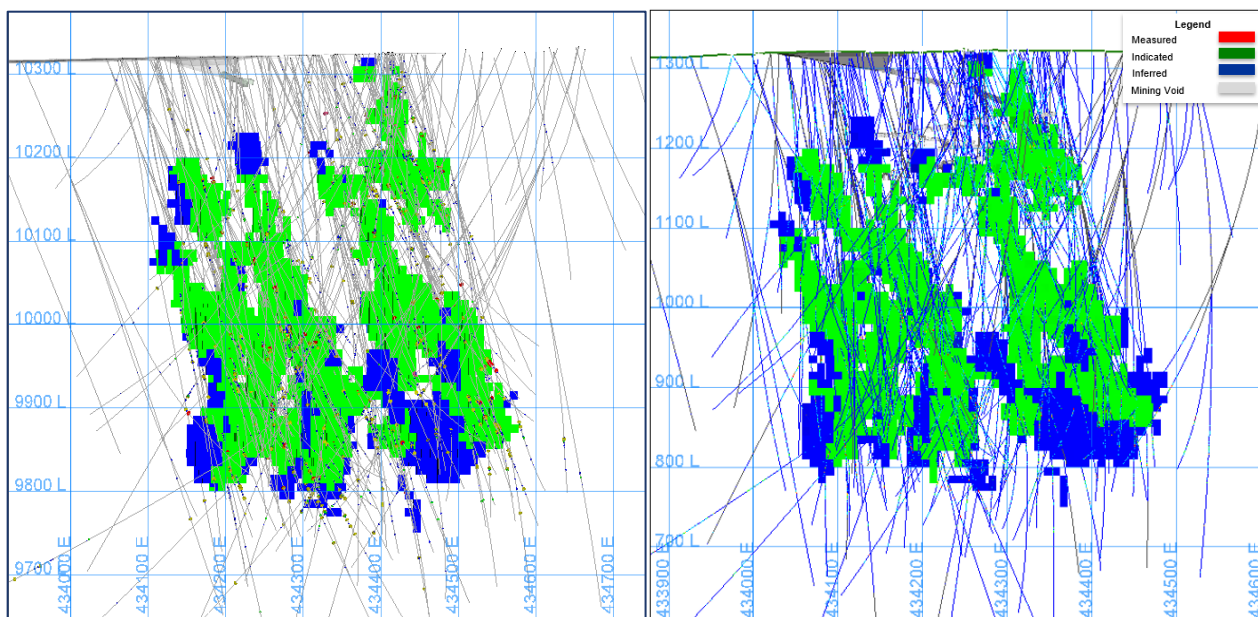 10300 L
10200 L
10100 L
10000 L
9900 L
9800 L
9700 L
434000 E
434100 E
434200 E
434300 E
434400 E
434500 E
434600 E
434700 E
Legend
Measured
Indicated
Inferred
Mining Void
1300 L
1200 L
1100 L
1000 L
900 L
800 L
700 L
433900 E
434000 E
434100 E
434200 E
434300 E
434400 E
434500 E
434600 E